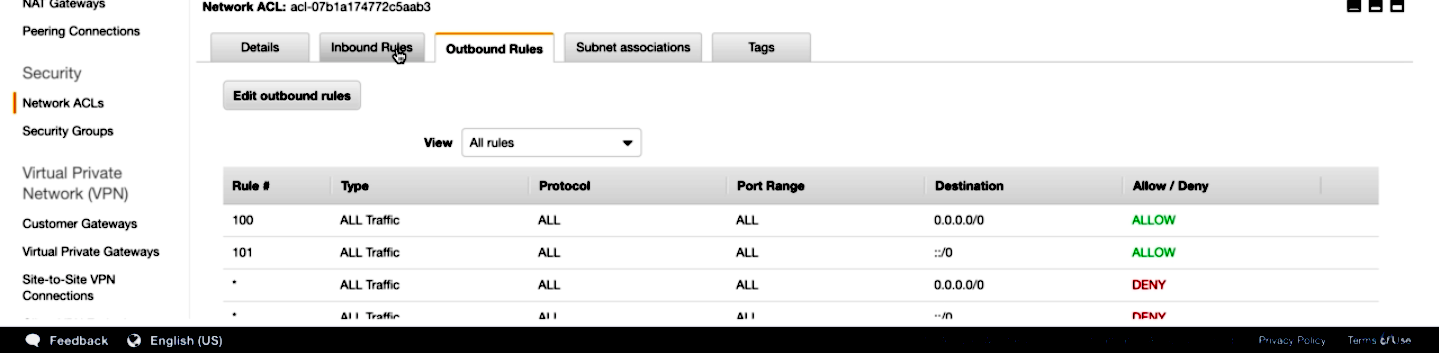 NAT Gateways
Network ACL: acl-07b1a174772c5aab3
Peering Connections
Details Inbound Rules Outbound Rules Subnet associations Tags
Security
Edit outbound rules
Network ACLs
Security Groups
View All rules
Virtual Private
Network (VPN)
Rule # Type Protocol Port Range Destination Allow / Deny
Customer Gateways
100 ALL Traffic ALL ALL 0.0.0.0/0 ALLOW
Virtual Private Gateways
101 ALL Traffic ALL ALL ::/0 ALLOW
Site-to-Site VPN
Connections
* ALL Traffic ALL ALL 0.0.0.0/0 DENY
* ALL Traffic ALL ALL ::/0 DENY
Feedback English (US) Privacy Policy Terms of Use